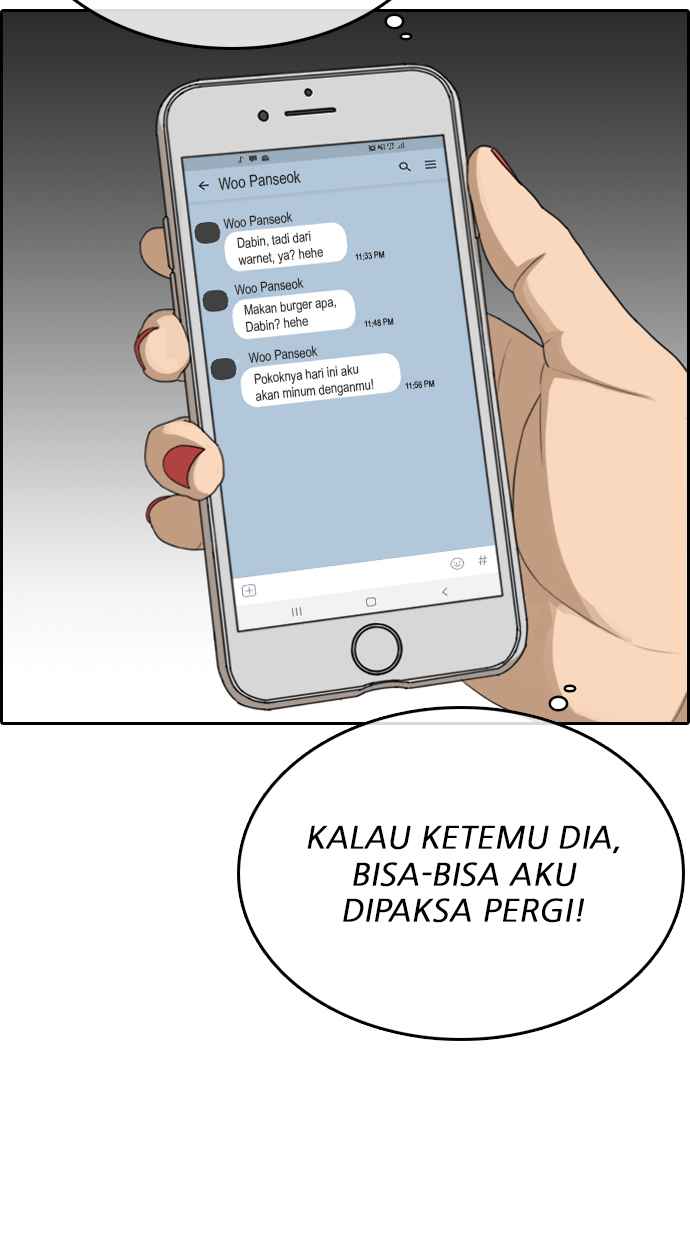 Woo Panseok
Woo Panseok
Dabin, tadi dari
warnet, ya? hehe
11:33 PM
Woo Panseok
Makan burger apa,
Dabin? hehe
11:48 PM
Woo Panseok
Pokoknya hari ini aku
akan minum denganmu!
11:56 PM
KALAU KETEMU DIA,
BISA-BISA AKU
DIPAKSA PERGI!